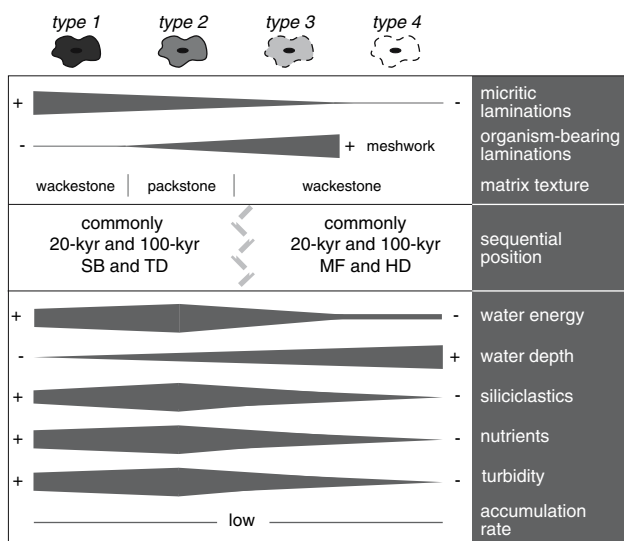 type 1 type 2 type 3 type 4
+ - micritic
laminations
- + meshwork organism-bearing
laminations
wackestone packstone wackestone matrix texture
commonly commonly
20-kyr and 100-kyr 20-kyr and 100-kyr sequential
SB and TD MF and HD position
+ - water energy
- + water depth
+ - siliciclastics
+ - nutrients
+ - turbidity
low accumulation
rate